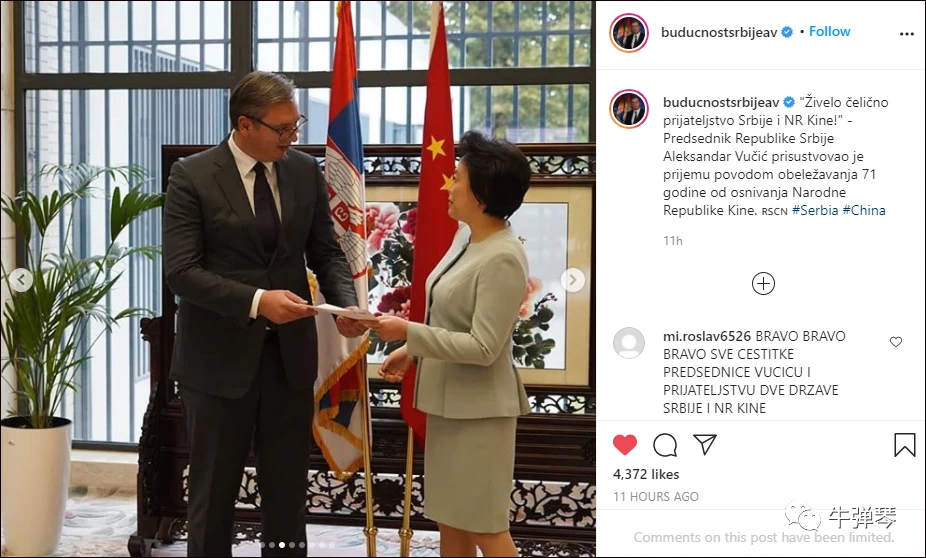 buducnostsrbijeav • Follow
buducnostsrbijeav "Živelo čelično
prijateljstvo Srbije i NR Kine!" -
Predsednik Republike Srbije
Aleksandar Vučić prisustvovao je
prijemu povodom obeležavanja 71
godine od osnivanja Narodne
Republike Kine. ʀsᴄɴ #Serbia #China
11h
mi.roslav6526 BRAVO BRAVO
BRAVO SVE CESTITKE
PREDSEDNICE VUCICU I
PRIJATELJSTVU DVE DRZAVE
SRBIJE I NR KINE
4,372 likes
11 HOURS AGO
牛弹琴
Comments on this post have been limited.